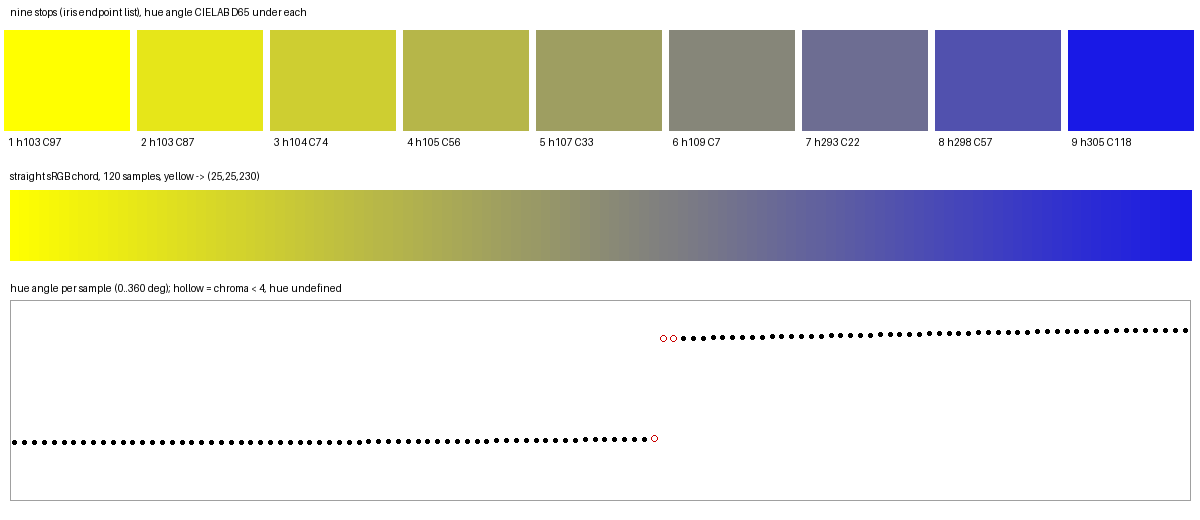 nine stops (iris endpoint list), hue angle CIELAB D65 under each
1 h103 C97
2 h103 C87
3 h104 C74
4 h105 C56
5 h107 C33
6 h109 C7
7 h293 C22
8 h298 C57
9 h305 C118
straight sRGB chord, 120 samples, yellow -> (25,25,230)
hue angle per sample (0..360 deg); hollow = chroma < 4, hue undefined